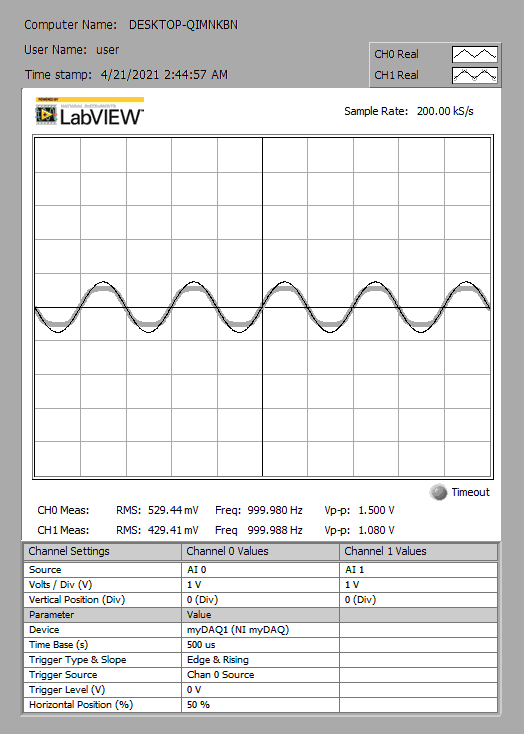 Computer Name: DESKTOP-QIMNKBN
User Name: user
Time stamp: 4/21/2021 2:44:57 AM
CH0 Real
CH1 Real
POWERED BY
NATIONAL INSTRUMENTS
LabVIEW™
Sample Rate: 200.00 kS/s
Timeout
CH0 Meas: RMS: 529.44 mV Freq: 999.980 Hz Vp-p: 1.500 V
CH1 Meas: RMS: 429.41 mV Freq 999.988 Hz Vp-p: 1.080 V
Channel Settings Channel 0 Values Channel 1 Values
Source AI 0 AI 1
Volts / Div (V) 1 V 1 V
Vertical Position (Div) 0 (Div) 0 (Div)
Parameter Value
Device myDAQ1 (NI myDAQ)
Time Base (s) 500 us
Trigger Type & Slope Edge & Rising
Trigger Source Chan 0 Source
Trigger Level (V) 0 V
Horizontal Position (%) 50 %